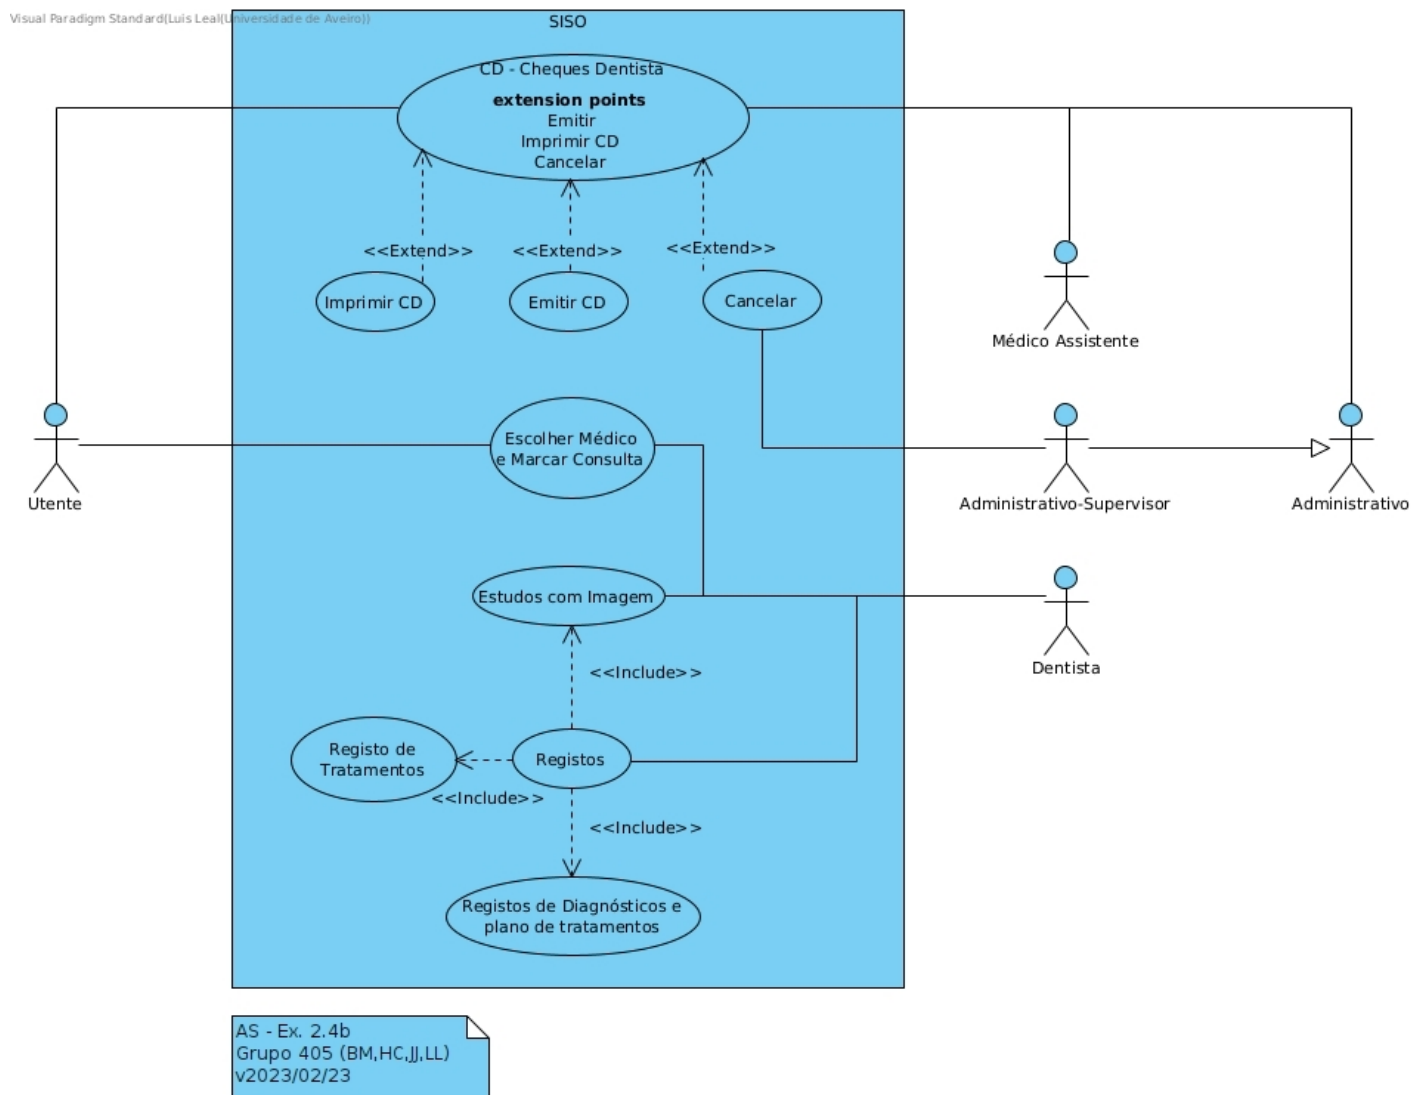 Visual Paradigm Standard(Luis Leal(Universidade de Aveiro))
SISO
CD - Cheques Dentista
extension points
Emitir
Imprimir CD
Cancelar
<<Extend>>
<<Extend>>
<<Extend>>
Imprimir CD
Emitir CD
Cancelar
Médico Assistente
Escolher Médico
e Marcar Consulta
Utente
Administrativo-Supervisor
Administrativo
Estudos com Imagem
Dentista
<<Include>>
Registo de
Tratamentos
Registos
<<Include>>
<<Include>>
Registos de Diagnósticos e
plano de tratamentos
AS - Ex. 2.4b
Grupo 405 (BM,HC,JJ,LL)
v2023/02/23